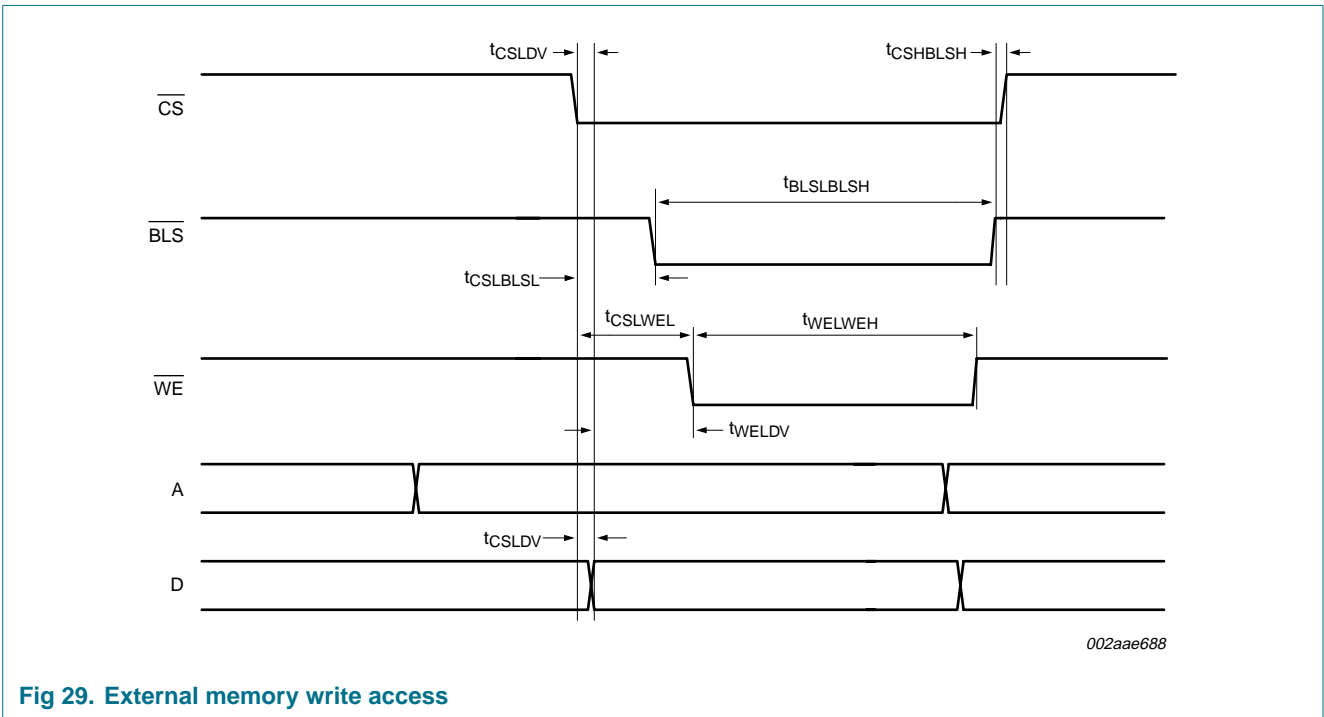 tCSLDV
tCSHBLSH
CS
tBLSLBLSH
BLS
tCSLBLSL
tCSLWEL
tWELWEH
WE
tWELDV
A
tCSLDV
D
002aae688
Fig 29. External memory write access